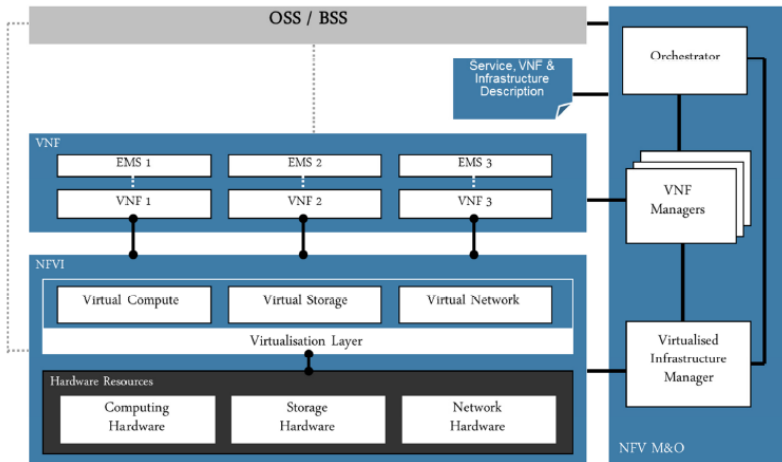 OSS / BSS
Orchestrator
Service, VNF &
Infrastructure
Description
VNF
EMS 1
EMS 2
EMS 3
VNF 1
VNF 2
VNF 3
VNF
Managers
NFVI
Virtual Compute
Virtual Storage
Virtual Network
Virtualisation Layer
Virtualised
Infrastructure
Manager
Hardware Resources
Computing
Hardware
Storage
Hardware
Network
Hardware
NFV M&O